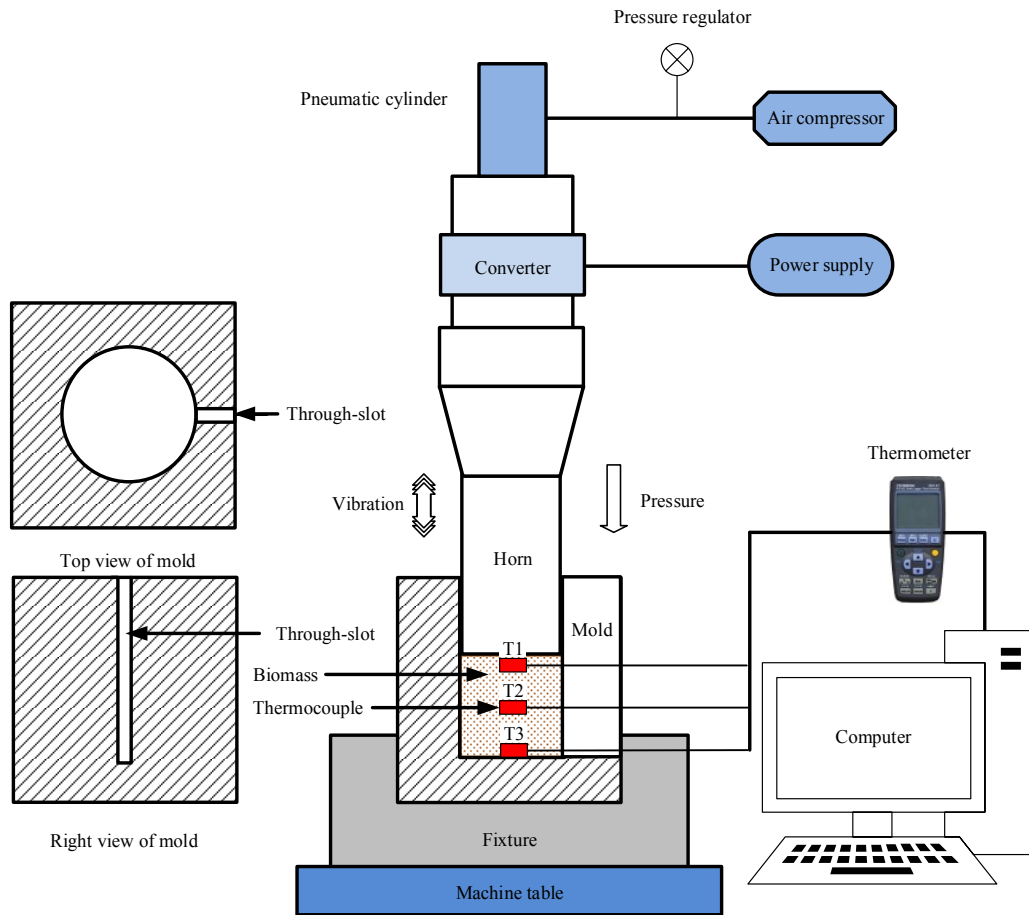 Pressure regulator
Pneumatic cylinder
Air compressor
Converter
Power supply
Through-slot
Thermometer
Vibration
Pressure
Top view of mold
Horn
Through-slot
Mold
T1
Biomass
T2
Thermocouple
T3
Computer
Right view of mold
Fixture
Machine table